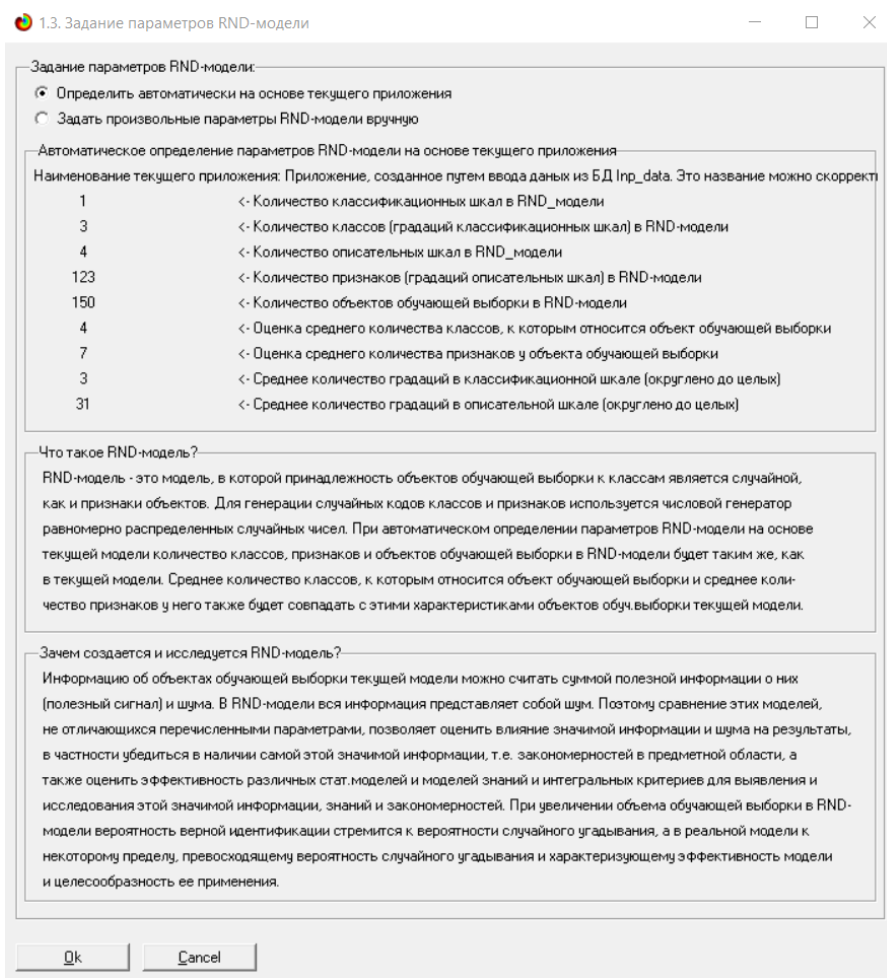 1.3. Задание параметров RND-модели
Задание параметров RND-модели:
Определить автоматически на основе текущего приложения
Задать произвольные параметры RND-модели вручную
Автоматическое определение параметров RND-модели на основе текущего приложения
Наименование текущего приложения: Приложение, созданное путем ввода даных из БД Inp_data. Это название можно скорректи
1 <- Количество классификационных шкал в RND_модели
3 <- Количество классов (градаций классификационных шкал) в RND-модели
4 <- Количество описательных шкал в RND_модели
123 <- Количество признаков (градаций описательных шкал) в RND-модели
150 <- Количество объектов обучающей выборки в RND-модели
4 <- Оценка среднего количества классов, к которым относится объект обучающей выборки
7 <- Оценка среднего количества признаков у объекта обучающей выборки
3 <- Среднее количество градаций в классификационной шкале (округлено до целых)
31 <- Среднее количество градаций в описательной шкале (округлено до целых)
Что такое RND-модель?
RND-модель - это модель, в которой принадлежность объектов обучающей выборки к классам является случайной,
как и признаки объектов. Для генерации случайных кодов классов и признаков используется числовой генератор
равномерно распределенных случайных чисел. При автоматическом определении параметров RND-модели на основе
текущей модели количество классов, признаков и объектов обучающей выборки в RND-модели будет таким же, как
в текущей модели. Среднее количество классов, к которым относится объект обучающей выборки и среднее коли-
чество признаков у него также будет совпадать с этими характеристиками объектов обуч.выборки текущей модели.
Зачем создается и исследуется RND-модель?
Информацию об объектах обучающей выборки текущей модели можно считать суммой полезной информации о них
(полезный сигнал) и шума. В RND-модели вся информация представляет собой шум. Поэтому сравнение этих моделей,
не отличающихся перечисленными параметрами, позволяет оценить влияние значимой информации и шума на результаты,
в частности убедиться в наличии самой этой значимой информации, т.е. закономерностей в предметной области, а
также оценить эффективность различных стат.моделей и моделей знаний и интегральных критериев для выявления и
исследования этой значимой информации, знаний и закономерностей. При увеличении объема обучающей выборки в RND-
модели вероятность верной идентификации стремится к вероятности случайного угадывания, а в реальной модели к
некоторому пределу, превосходящему вероятность случайного угадывания и характеризующему эффективность модели
и целесообразность ее применения.
Ok Cancel